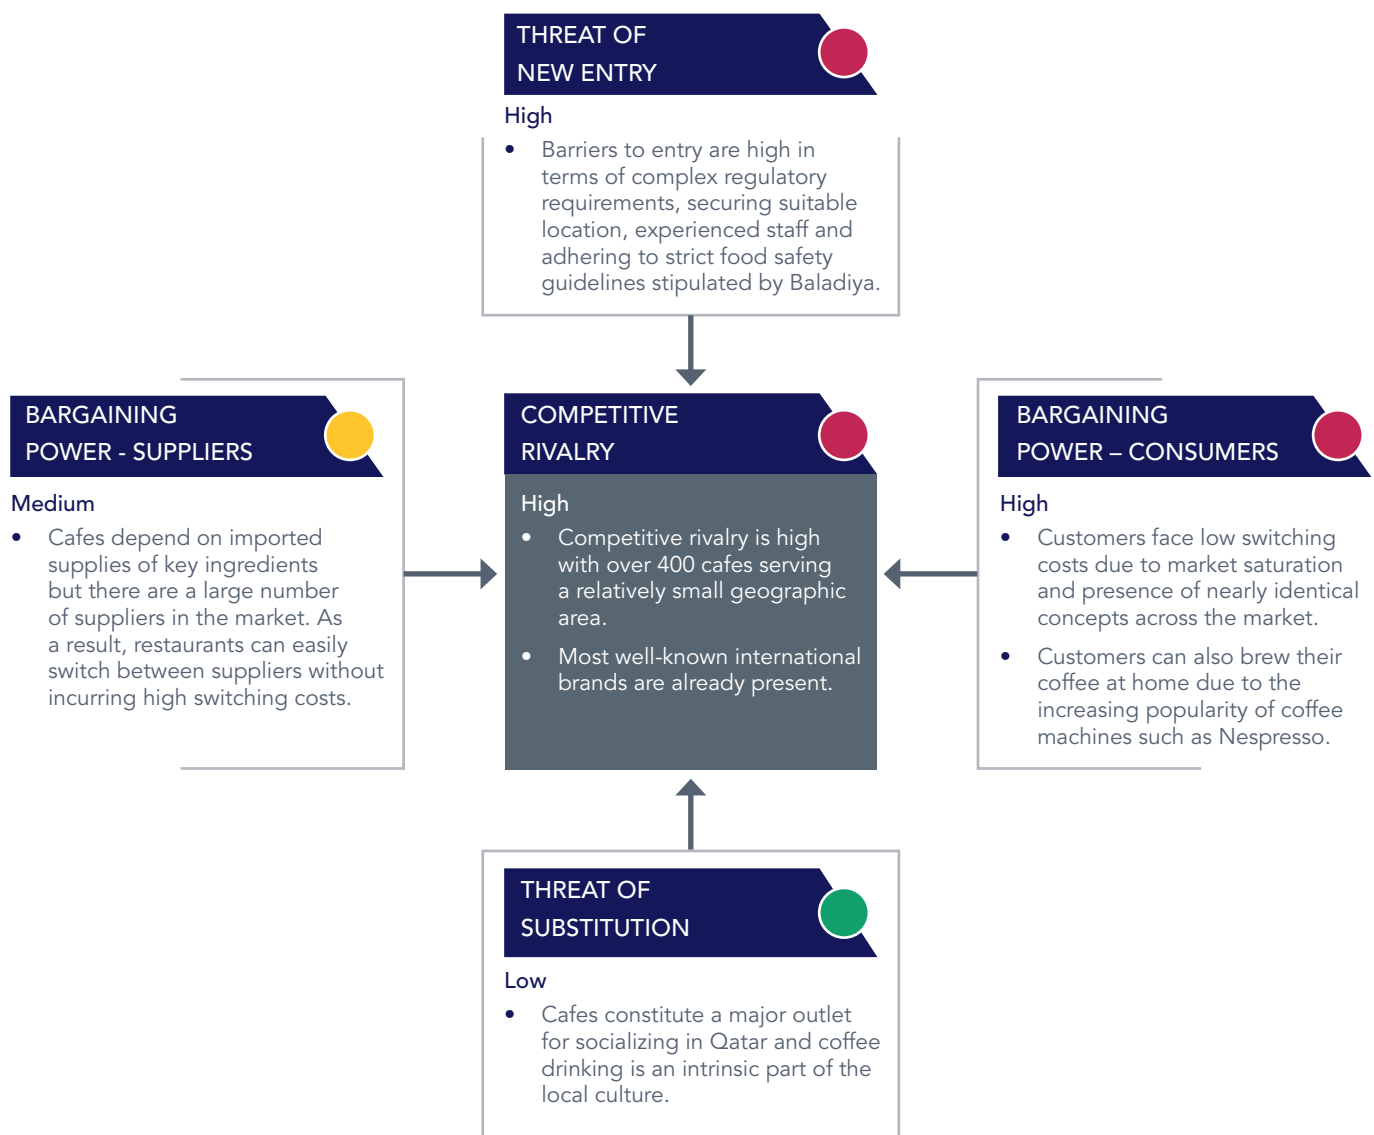 THREAT OF
NEW ENTRY
High
• Barriers to entry are high in
terms of complex regulatory
requirements, securing suitable
location, experienced staff and
adhering to strict food safety
guidelines stipulated by Baladiya.
BARGAINING
POWER - SUPPLIERS
Medium
• Cafes depend on imported
supplies of key ingredients
but there are a large number
of suppliers in the market. As
a result, restaurants can easily
switch between suppliers without
incurring high switching costs.
COMPETITIVE
RIVALRY
High
• Competitive rivalry is high
with over 400 cafes serving
a relatively small geographic
area.
• Most well-known international
brands are already present.
BARGAINING
POWER – CONSUMERS
High
• Customers face low switching
costs due to market saturation
and presence of nearly identical
concepts across the market.
• Customers can also brew their
coffee at home due to the
increasing popularity of coffee
machines such as Nespresso.
THREAT OF
SUBSTITUTION
Low
• Cafes constitute a major outlet
for socializing in Qatar and coffee
drinking is an intrinsic part of the
local culture.